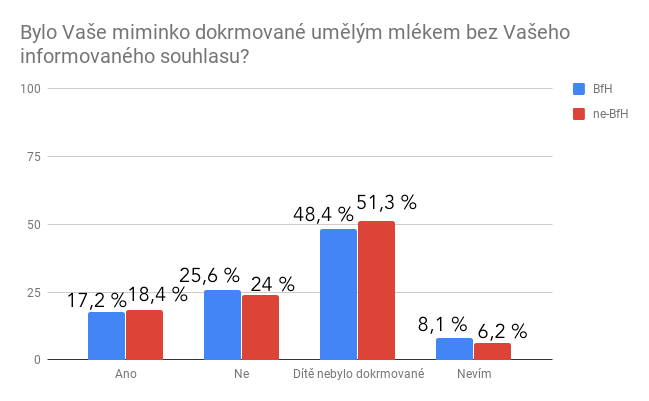 Bylo Vaše miminko dokrmované umělým mlékem bez Vašeho
informovaného souhlasu?
100
75
50
25
0
BfH
ne-BfH
17,2 %
18,4 %
25,6 %
24 %
48,4 %
51,3 %
8,1 %
6,2 %
Ano
Ne
Dítě nebylo dokrmované
Nevím